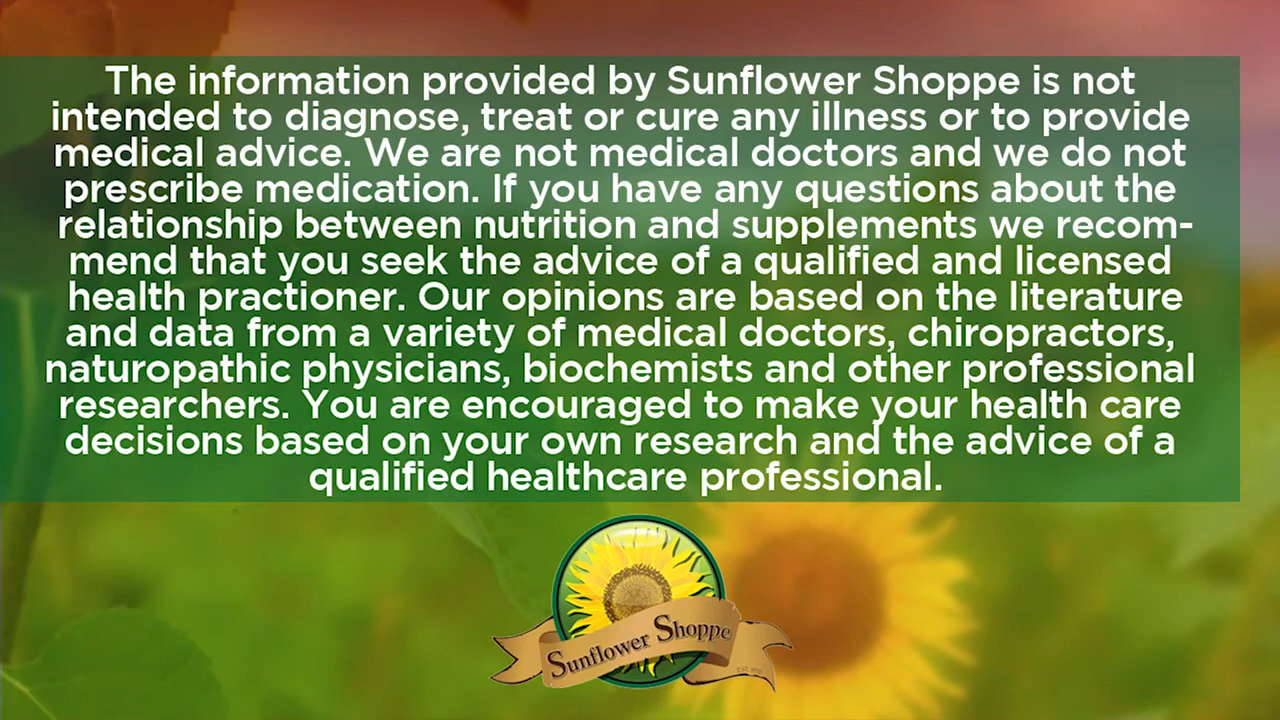 The information provided by Sunflower Shoppe is not
intended to diagnose, treat or cure any illness or to provide
medical advice. We are not medical doctors and we do not
prescribe medication. If you have any questions about the
relationship between nutrition and supplements we recom-
mend that you seek the advice of a qualified and licensed
health practioner. Our opinions are based on the literature
and data from a variety of medical doctors, chiropractors,
naturopathic physicians, biochemists and other professional
researchers. You are encouraged to make your health care
decisions based on your own research and the advice of a
qualified healthcare professional.
Sunflower Shoppe